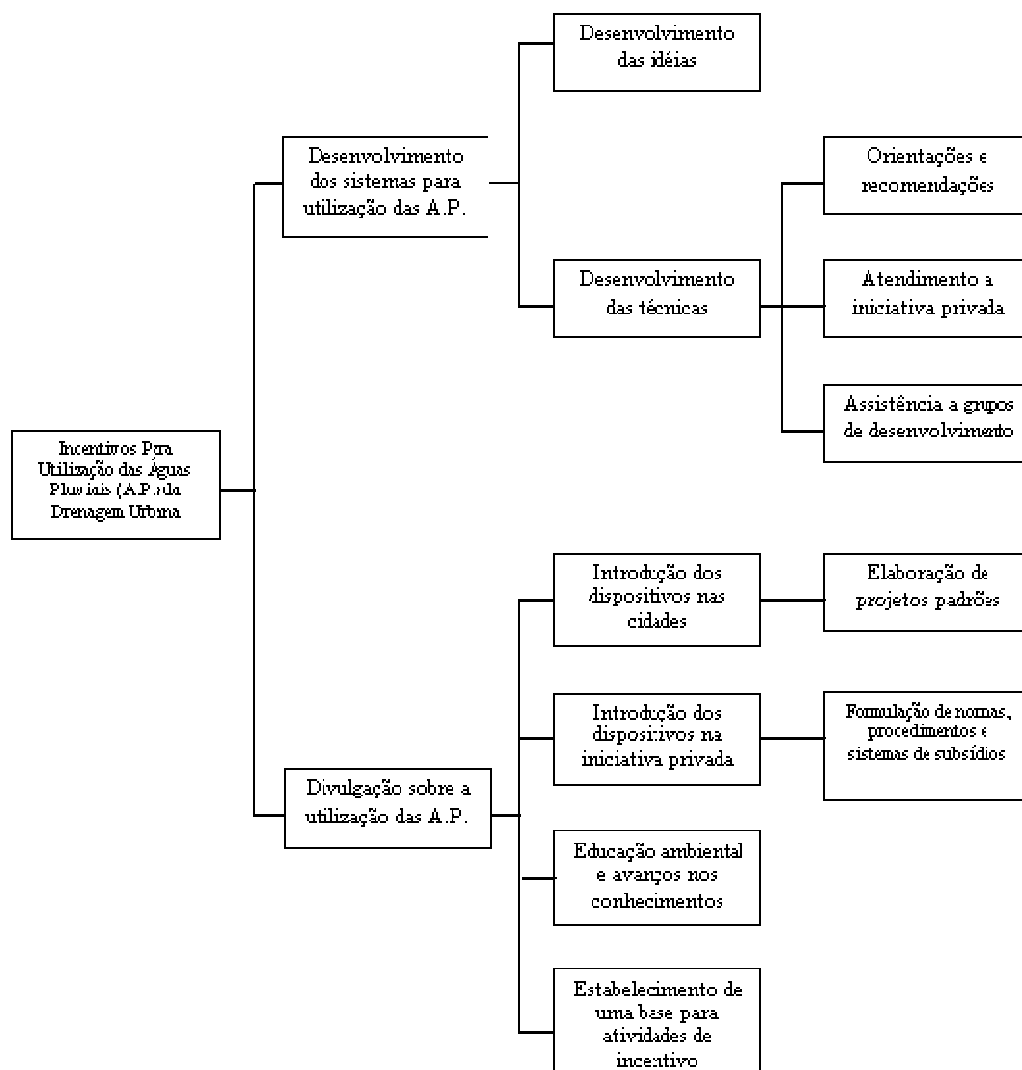 Desenvolvimento
das idéias
Desenvolvimento
dos sistemas para
utilização das A.P.
Orientações e
recomendações
Desenvolvimento
das técnicas
Atendimento a
iniciativa privada
Assistência a grupos
de desenvolvimento
Incentivos Para
Utilização das Águas
Pluviais (A.P.) da
Drenagem Urbana
Introdução dos
dispositivos nas
cidades
Elaboração de
projetos padrões
Introdução dos
dispositivos na
iniciativa privada
Formulação de normas,
procedimentos e
sistemas de subsídios
Divulgação sobre a
utilização das A.P.
Educação ambiental
e avanços nos
conhecimentos
Estabelecimento de
uma base para
atividades de
incentivo